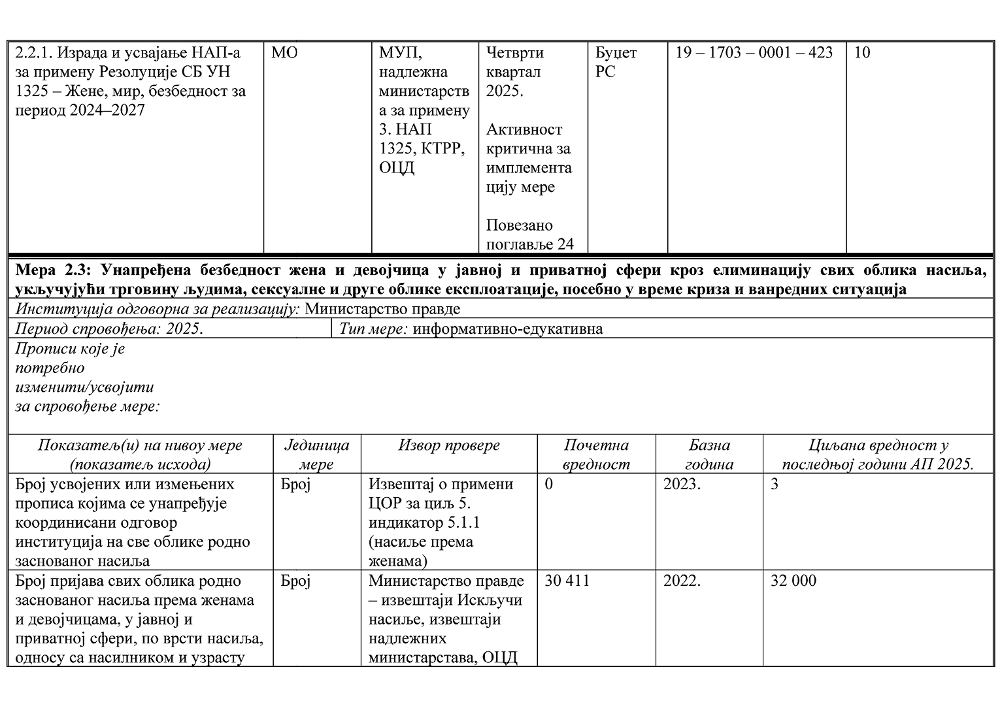 2.2.1. Израда и усвајање НАП-а
за примену Резолуције СБ УН
1325 – Жене, мир, безбедност за
период 2024–2027
МО
МУП,
надлежна
министарств
а за примену
3. НАП
1325, КТРР,
ОЦД
Четврти
квартал
2025.
Активност
критична за
имплемента
цију мере
Повезано
поглавље 24
Буџет
РС
19 – 1703 – 0001 – 423
10
Мера 2.3: Унапређена безбедност жена и девојчица у јавној и приватној сфери кроз елиминацију свих облика насиља,
укључујући трговину људима, сексуалне и друге облике експлоатације, посебно у време криза и ванредних ситуација
Институција одговорна за реализацију: Министарство правде
Период спровођења: 2025.
Тип мере: информативно-едукативна
Прописи које је
потребно
изменити/усвојити
за спровођење мере:
Показатељ(и) на нивоу мере
(показатељ исхода)
Јединица
мере
Извор провере
Почетна
вредност
Базна
година
Циљана вредност у
последњој години АП 2025.
Број усвојених или измењених
прописа којима се унапређује
координисани одговор
институција на све облике родно
заснованог насиља
Број
Извештај о примени
ЦОР за циљ 5.
индикатор 5.1.1
(насиље према
женама)
0
2023.
3
Број пријава свих облика родно
заснованог насиља према женама
и девојчицама, у јавној и
приватној сфери, по врсти насиља,
односу са насилником и узрасту
Број
Министарство правде
– извештаји Искључи
насиље, извештаји
надлежних
министарстава, ОЦД
30 411
2022.
32 000